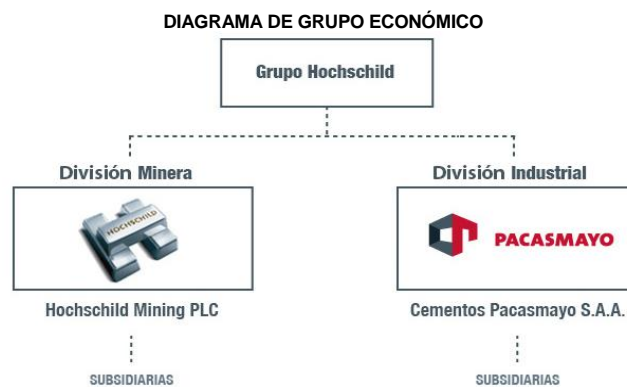 DIAGRAMA DE GRUPO ECONÓMICO
Grupo Hochschild
División Minera
División Industrial
HOCHSCHILD
PACASMAYO
Hochschild Mining PLC
Cementos Pacasmayo S.A.A.
SUBSIDIARIAS
SUBSIDIARIAS